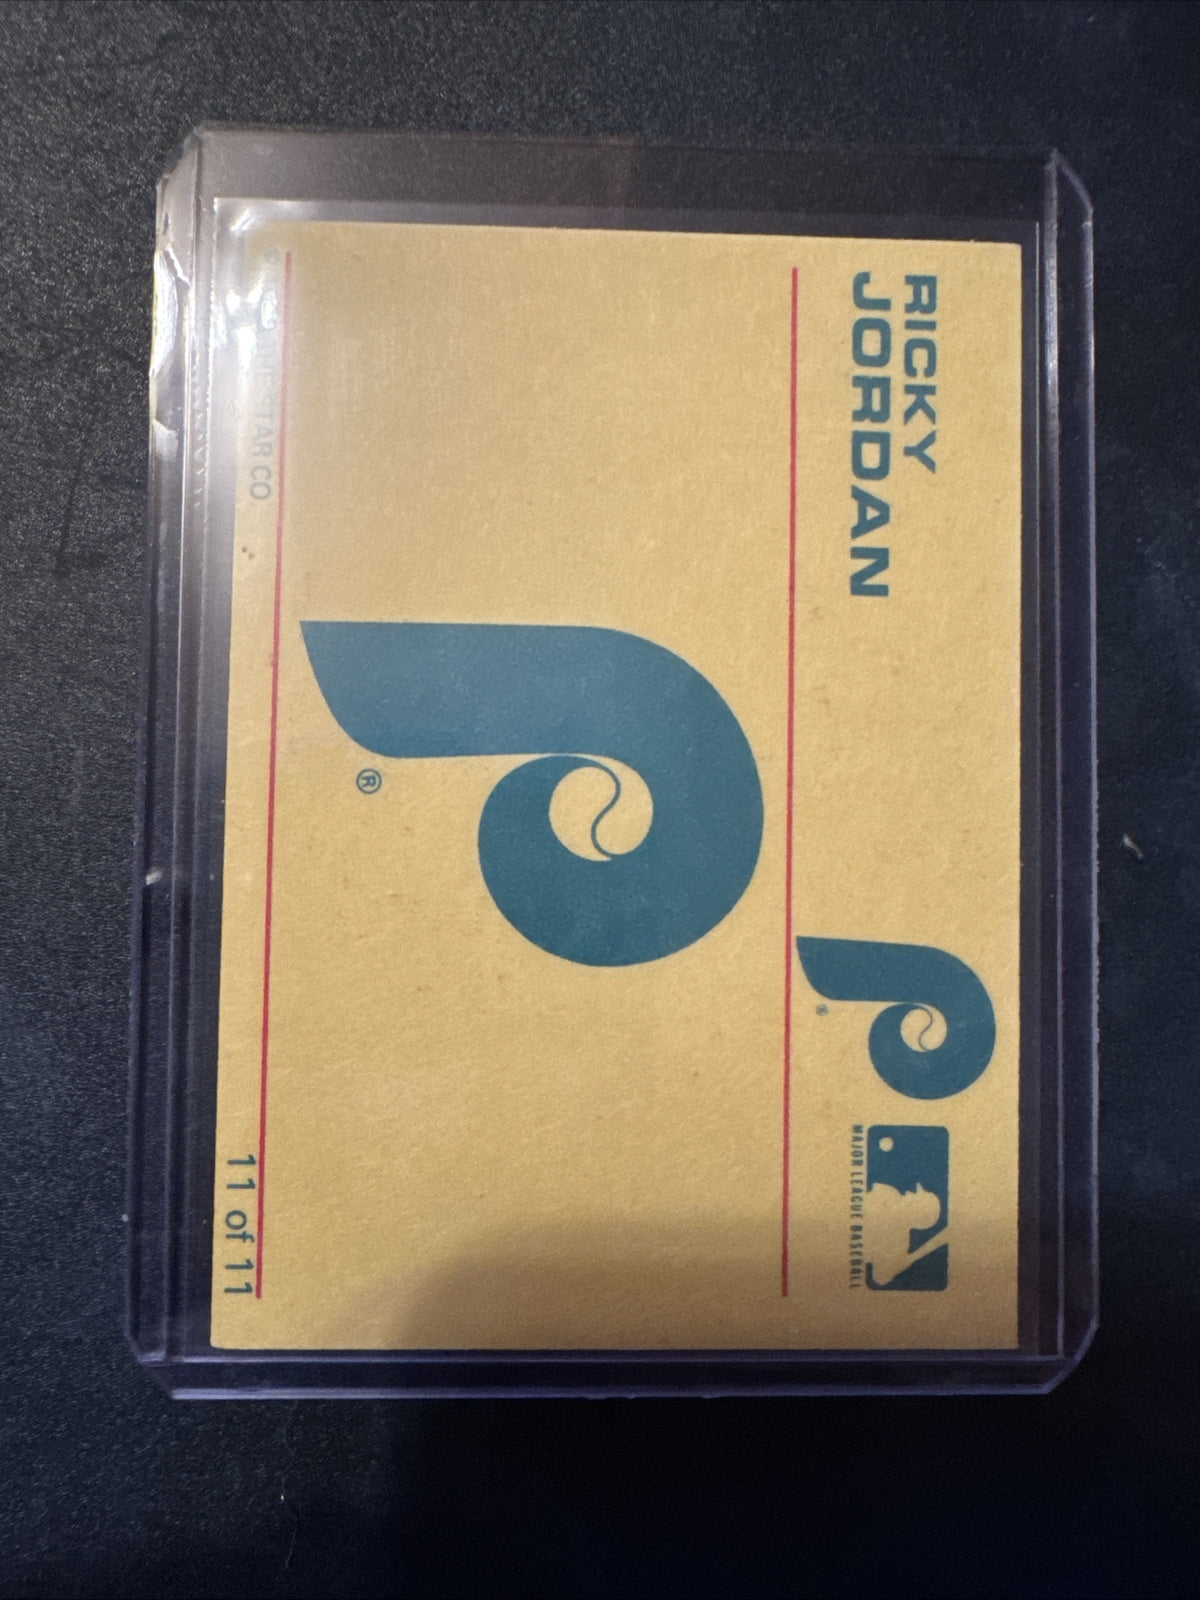 RICKY
JORDAN
MAJOR LEAGUE BASEBALL
®
®
STAR CO.
11 of 11